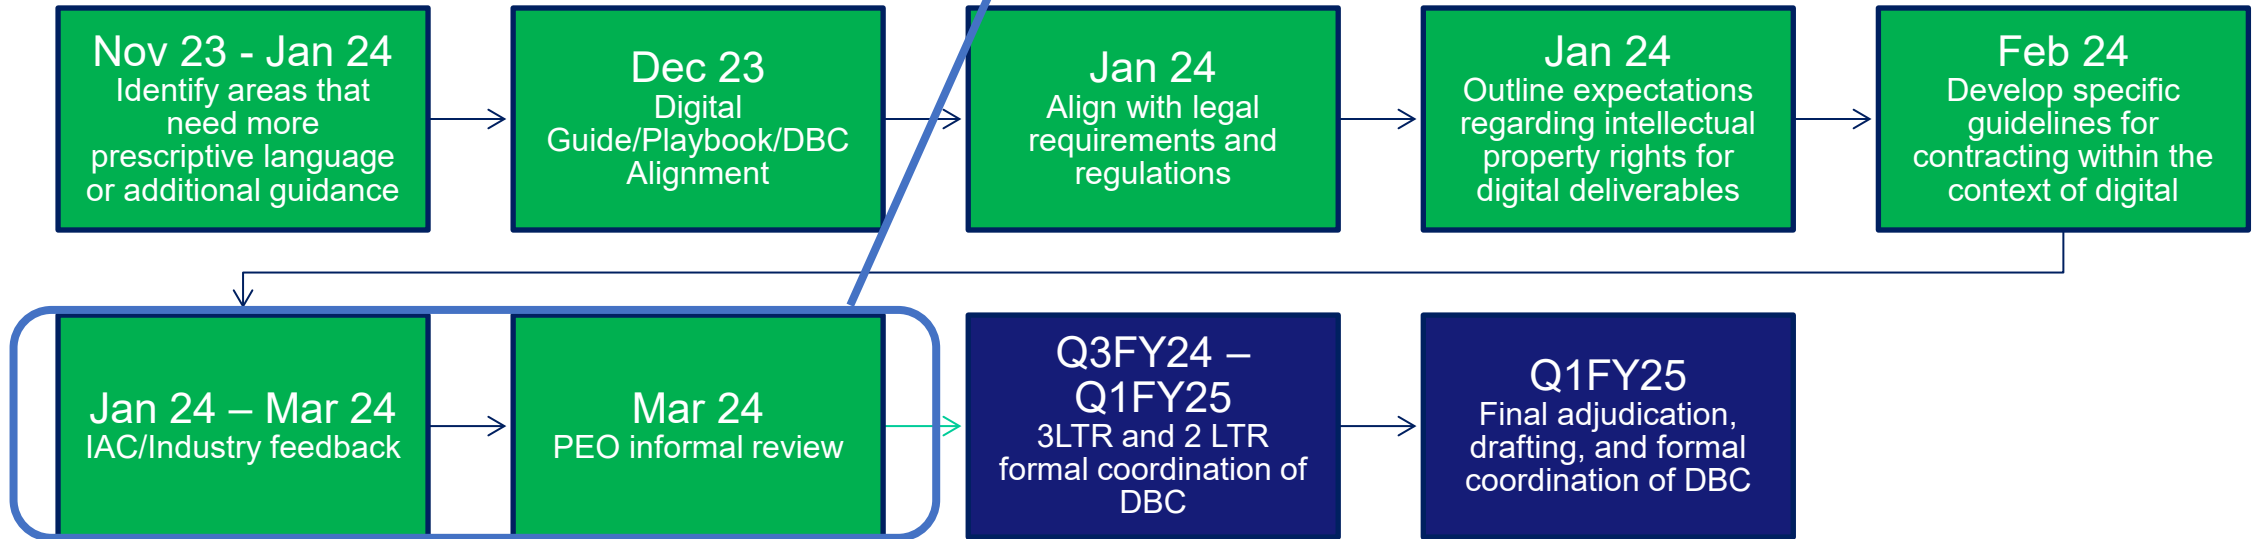 Nov 23 - Jan 24
Identify areas that
need more
prescriptive language
or additional guidance
Dec 23
Digital
Guide/Playbook/DBC
Alignment
Jan 24
Align with legal
requirements and
regulations
Jan 24
Outline expectations
regarding intellectual
property rights for
digital deliverables
Feb 24
Develop specific
guidelines for
contracting within the
context of digital
Jan 24 – Mar 24
IAC/Industry feedback
Mar 24
PEO informal review
Q3FY24 –
Q1FY25
3LTR and 2 LTR
formal coordination of
DBC
Q1FY25
Final adjudication,
drafting, and formal
coordination of DBC